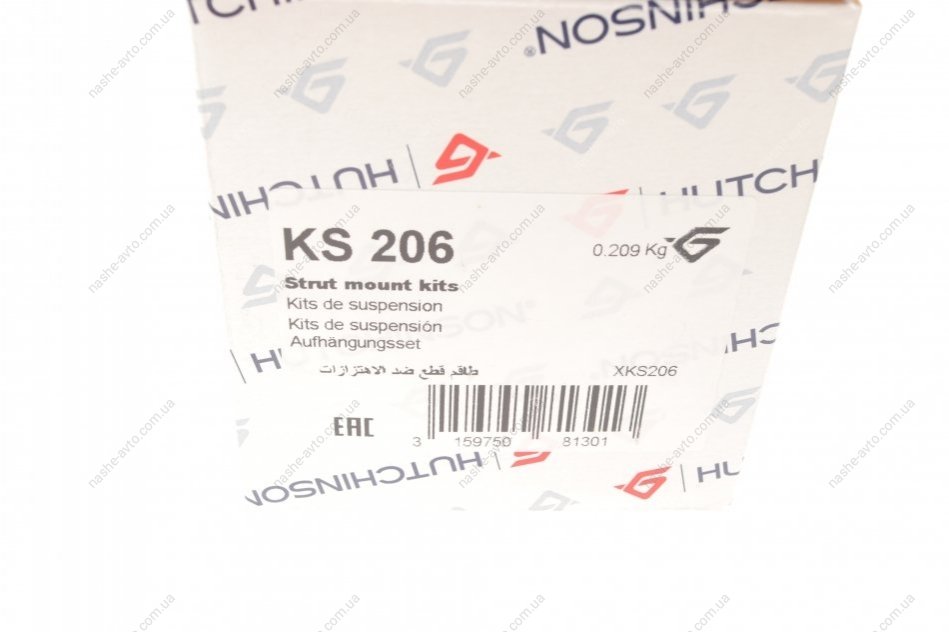 HUTCHINSON
HUTCHINSON®
HUTCHINSON
HUTCHINSON
KS 206
0.209 Kg
Strut mount kits
Kits de suspension
Kits de suspensión
Aufhängungsset
طاقم قطع ضد الاهتزازات
XKS206
EAC
3 159750 81301
HUTCHINSON
nashe-avto.com.ua